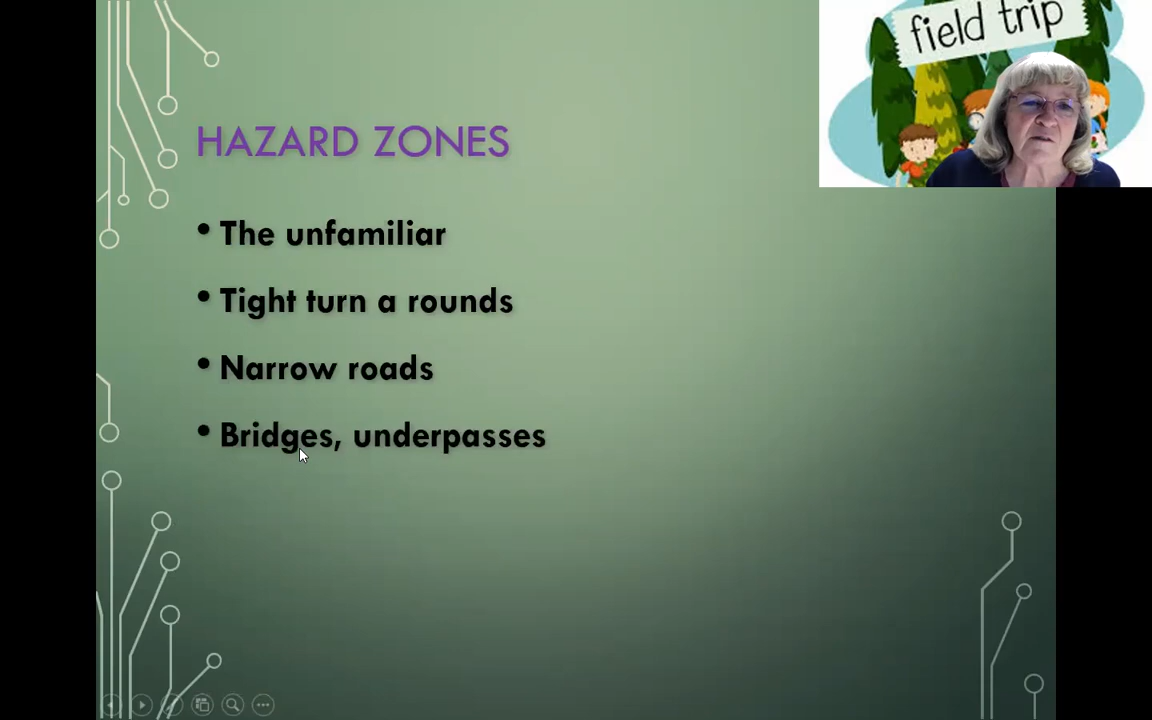 field trip
HAZARD ZONES
• The unfamiliar
• Tight turn a rounds
• Narrow roads
• Bridges, underpasses